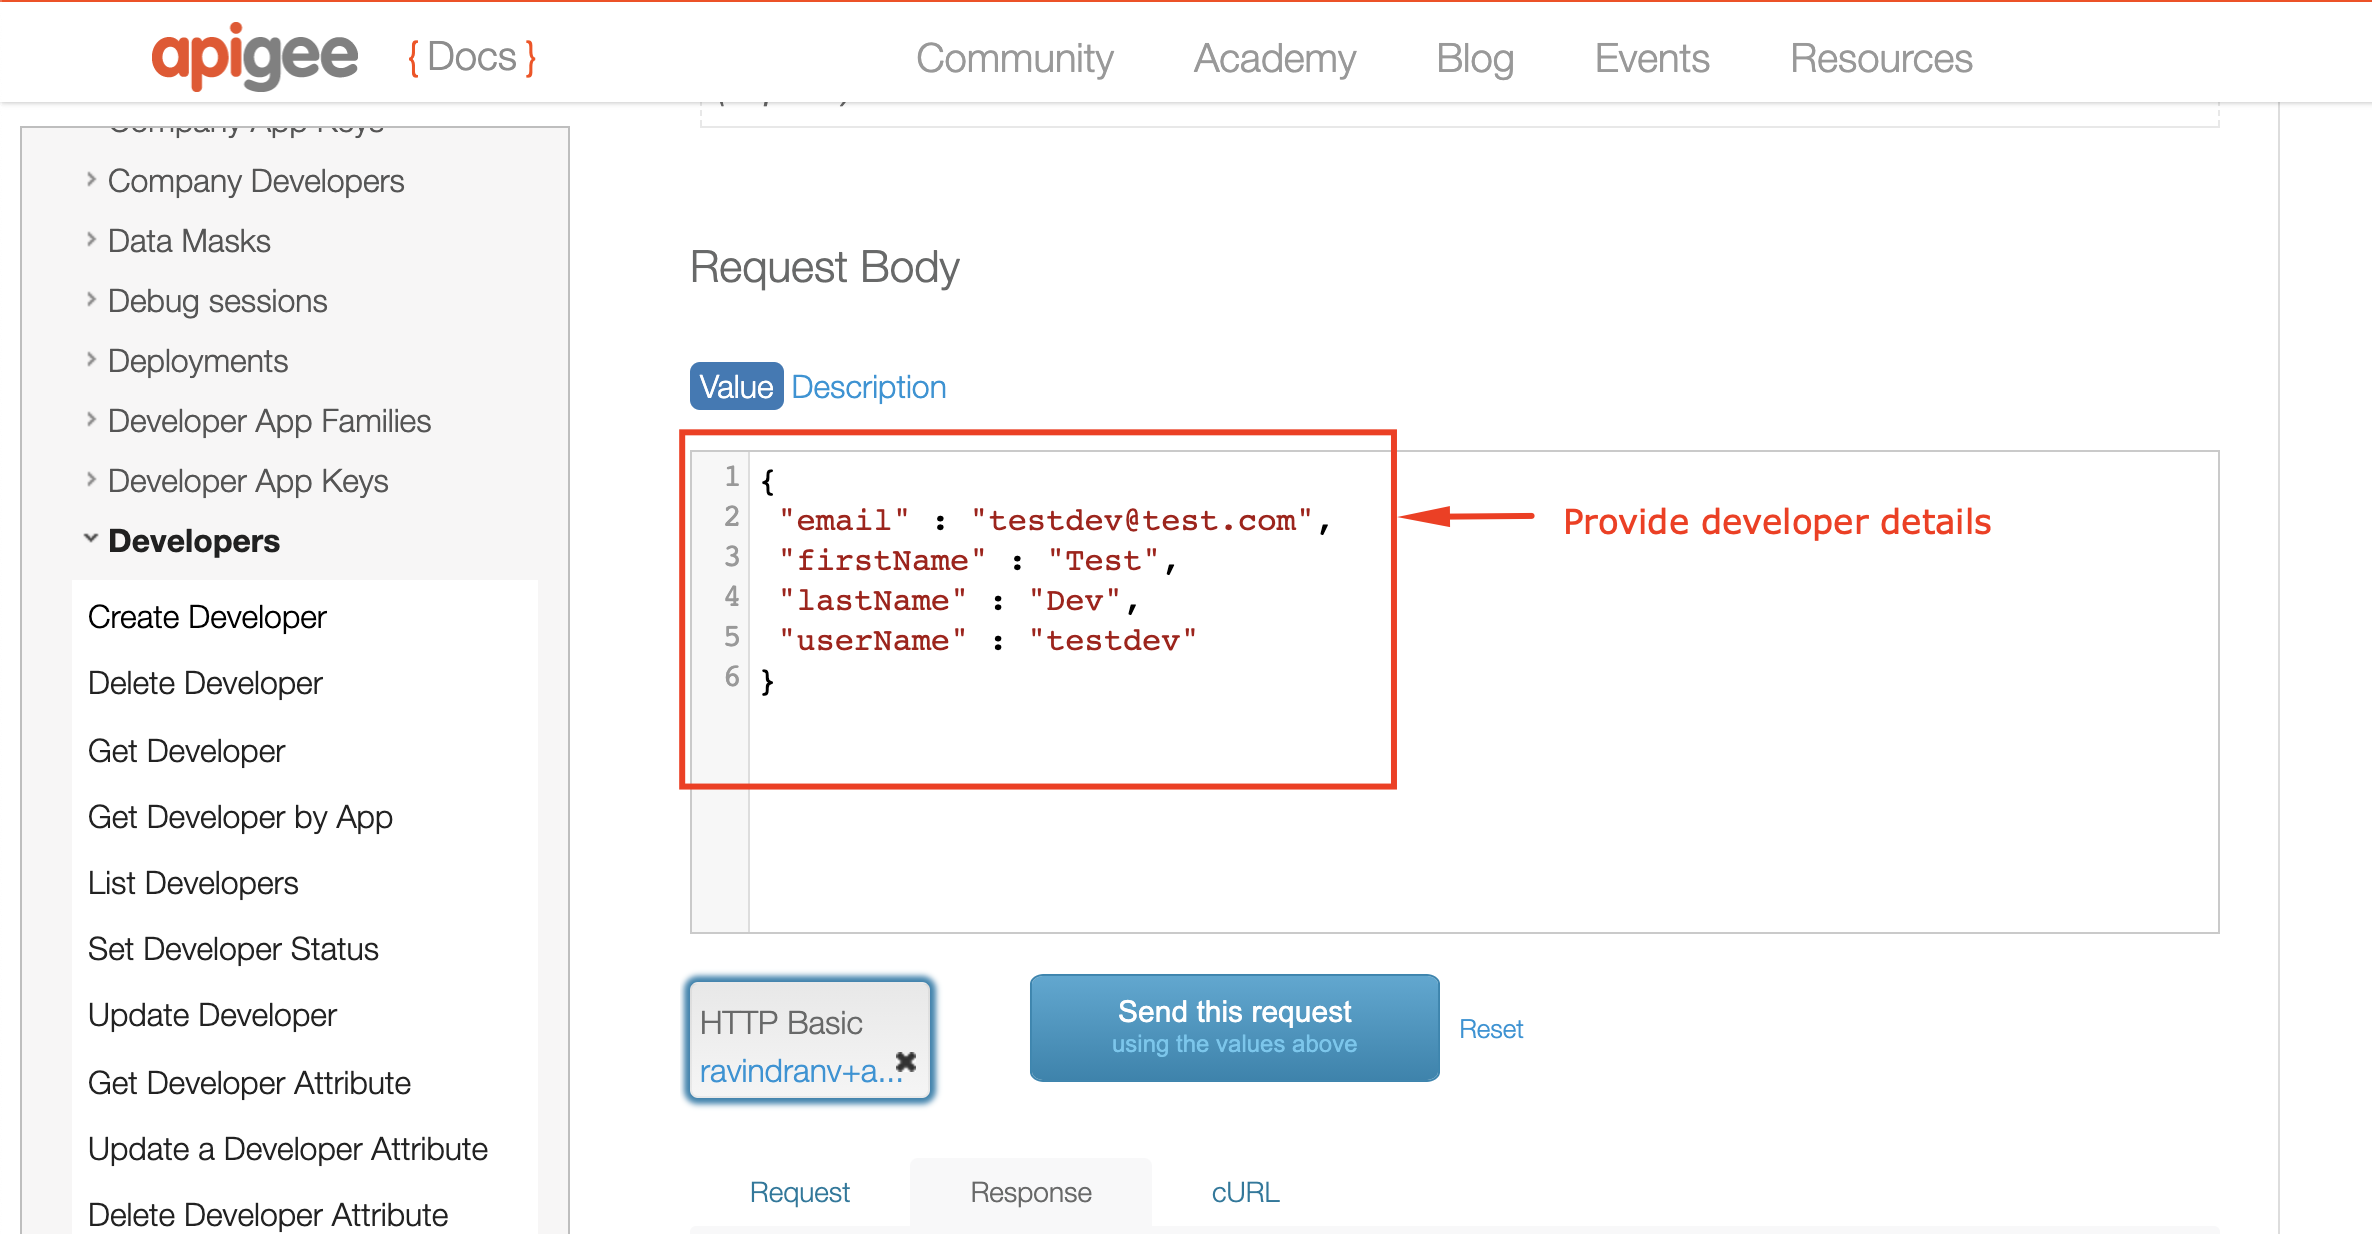 apigee {Docs} Community Academy Blog Events Resources
Company App Keys
Company Developers
Data Masks
Debug sessions
Deployments
Developer App Families
Developer App Keys
Developers
Create Developer
Delete Developer
Get Developer
Get Developer by App
List Developers
Set Developer Status
Update Developer
Get Developer Attribute
Update a Developer Attribute
Delete Developer Attribute
Request Body
Value Description
1 {
2 "email" : "testdev@test.com",
3 "firstName" : "Test",
4 "lastName" : "Dev",
5 "userName" : "testdev"
6 }
Provide developer details
HTTP Basic
ravindranv+a...
Send this request
using the values above
Reset
Request Response cURL